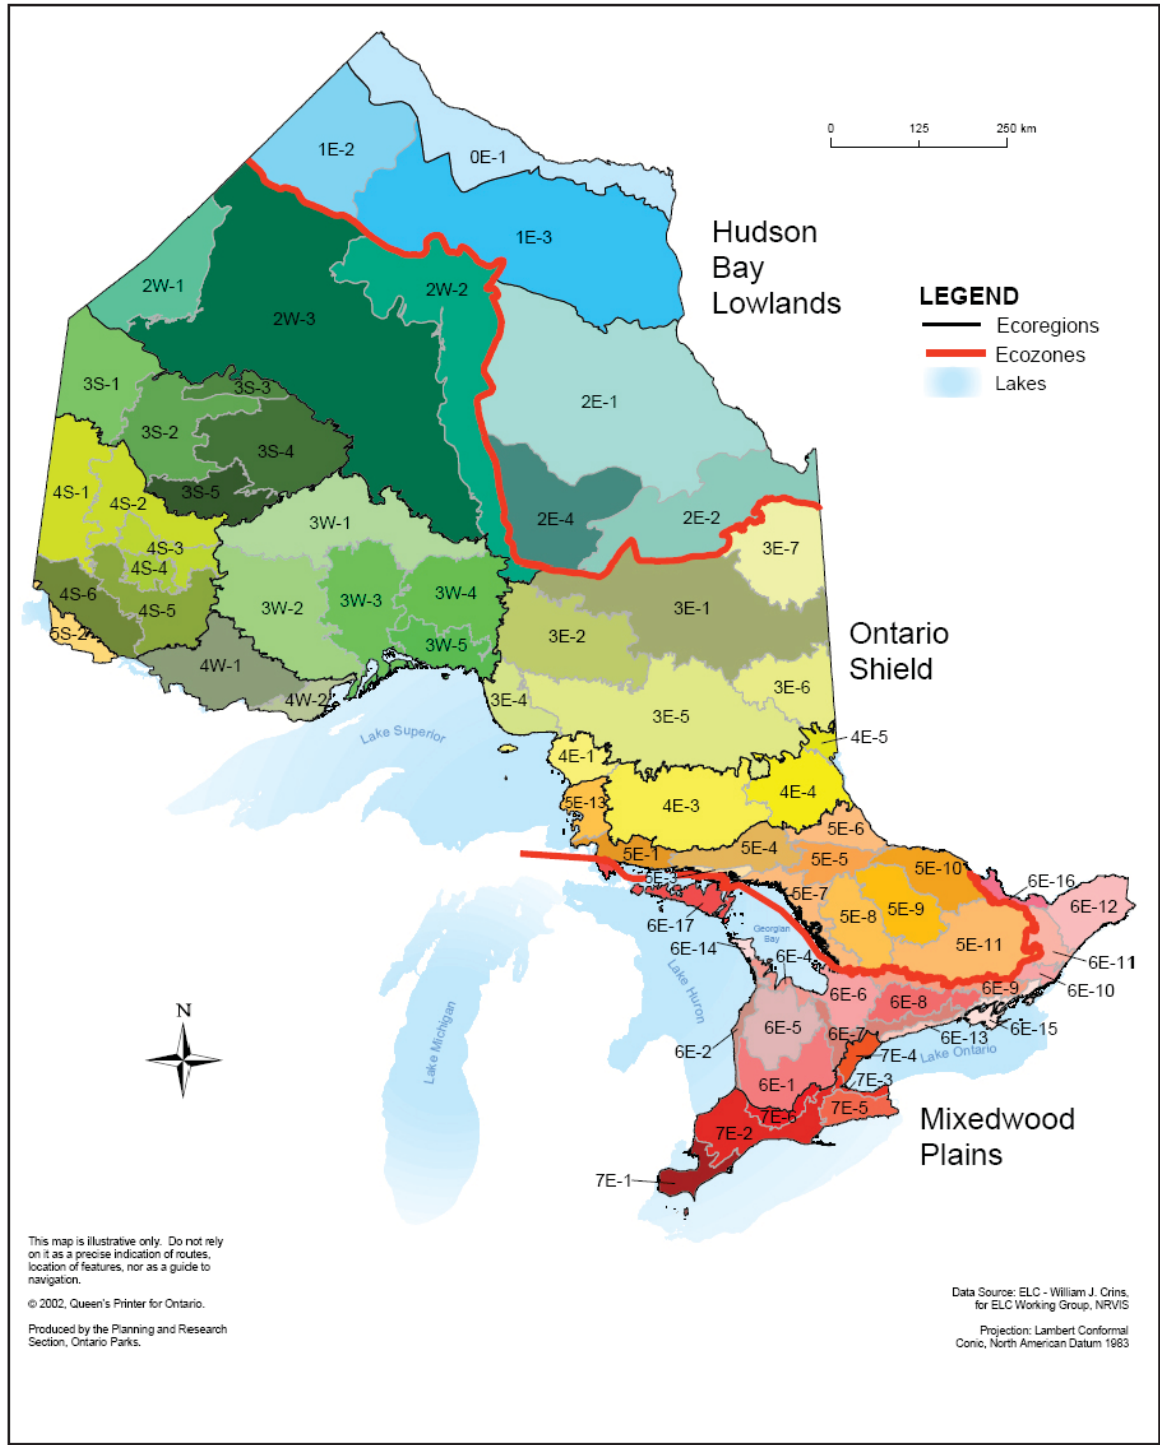 0 125 250 km
1E-2
0E-1
Hudson
Bay
Lowlands
1E-3
2W-1
2W-2
2W-3
LEGEND
Ecoregions
Ecozones
Lakes
3S-1
3S-3
3S-2
3S-4
3S-5
2E-1
4S-1
4S-2
3W-1
2E-4
2E-2
4S-3
4S-4
3E-7
4S-6
4S-5
3W-2
3W-3
3W-4
3E-1
5S-2
3E-2
3W-5
Ontario
Shield
4W-1
4W-2
3E-4
3E-6
3E-5
Lake Superior
4E-5
4E-1
4E-4
5E-13
4E-3
5E-6
5E-1
5E-4
5E-5
5E-10
5E-3
5E-7
6E-16
5E-8
5E-9
6E-12
6E-17
Georgian
Bay
6E-14
6E-4
5E-11
6E-11
Lake Huron
6E-6
6E-8
6E-9
6E-10
Lake Michigan
N
6E-5
6E-2
6E-7
6E-13
6E-15
7E-4
Lake Ontario
6E-1
7E-3
7E-6
7E-5
7E-2
Mixedwood
Plains
7E-1
This map is illustrative only. Do not rely
on it as a precise indication of routes,
location of features, nor as a guide to
navigation.
© 2002, Queen's Printer for Ontario.
Produced by the Planning and Research
Section, Ontario Parks.
Data Source: ELC - William J. Crins,
for ELC Working Group, NRVIS
Projection: Lambert Conformal
Conic, North American Datum 1983